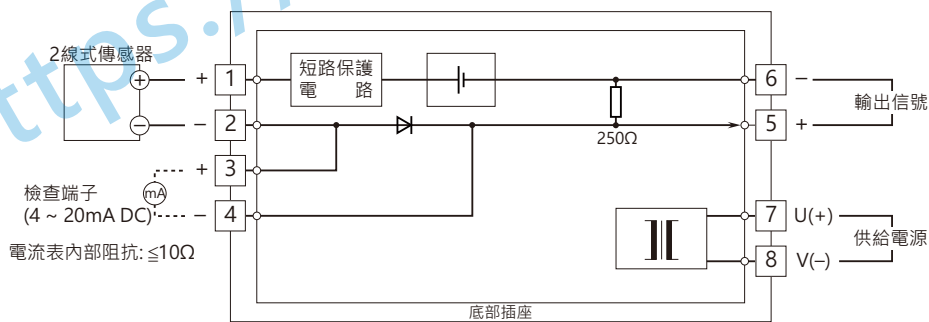 https:/
2線式傳感器
+
−
+ 1
− 2
+ 3
− 4
mA
檢查端子
(4 ~ 20mA DC)
電流表內部阻抗: ≦10Ω
短路保護
電 路
250Ω
6 −
5 +
輸出信號
7 U(+)
8 V(−)
供給電源
底部插座